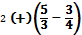 2 (+) (5/3 − 3/4)